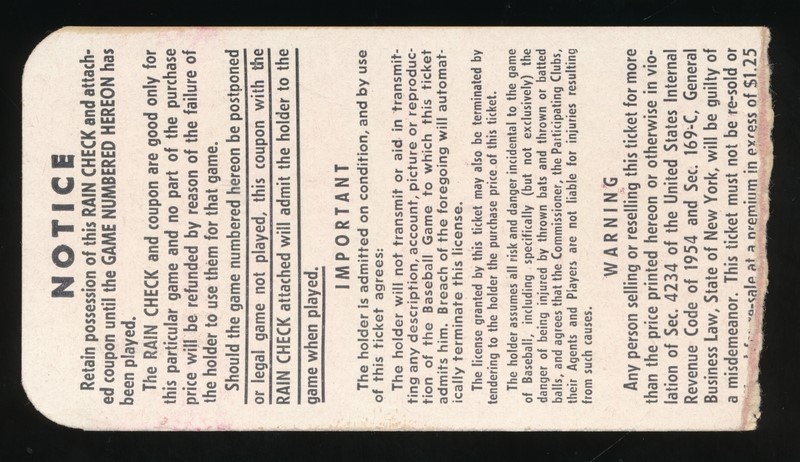 NOTICE
Retain possession of this RAIN CHECK and attach-
ed coupon until the GAME NUMBERED HEREON has
been played.
The RAIN CHECK and coupon are good only for
this particular game and no part of the purchase
price will be refunded by reason of the failure of
the holder to use them for that game.
Should the game numbered hereon be postponed
or legal game not played, this coupon with the
RAIN CHECK attached will admit the holder to the
game when played.
IMPORTANT
The holder is admitted on condition, and by use
of this ticket agrees:
The holder will not transmit or aid in transmit-
ting any description, account, picture or reproduc-
tion of the Baseball Game to which this ticket
admits him. Breach of the foregoing will automat-
ically terminate this license.
The license granted by this ticket may also be terminated by
tendering to the holder the purchase price of this ticket.
The holder assumes all risk and danger incidental to the game
of Baseball, including specifically (but not exclusively) the
danger of being injured by thrown bats and thrown or batted
balls, and agrees that the Commissioner, the Participating Clubs,
their Agents and Players are not liable for injuries resulting
from such causes.
WARNING
Any person selling or reselling this ticket for more
than the price printed hereon or otherwise in vio-
lation of Sec. 4234 of the United States Internal
Revenue Code of 1954 and Sec. 169-C, General
Business Law, State of New York, will be guilty of
a misdemeanor. This ticket must not be re-sold or
re-sale at a premium in excess of $1.25